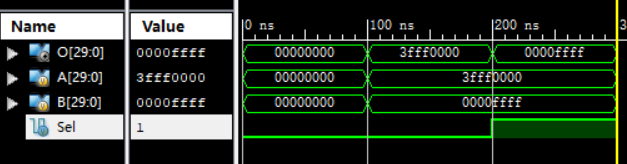 Name Value 0 ns 100 ns 200 ns 3
O[29:0] 0000ffff 00000000 3fff0000 0000ffff
A[29:0] 3fff0000 00000000 3fff0000
B[29:0] 0000ffff 00000000 0000ffff
Sel 1